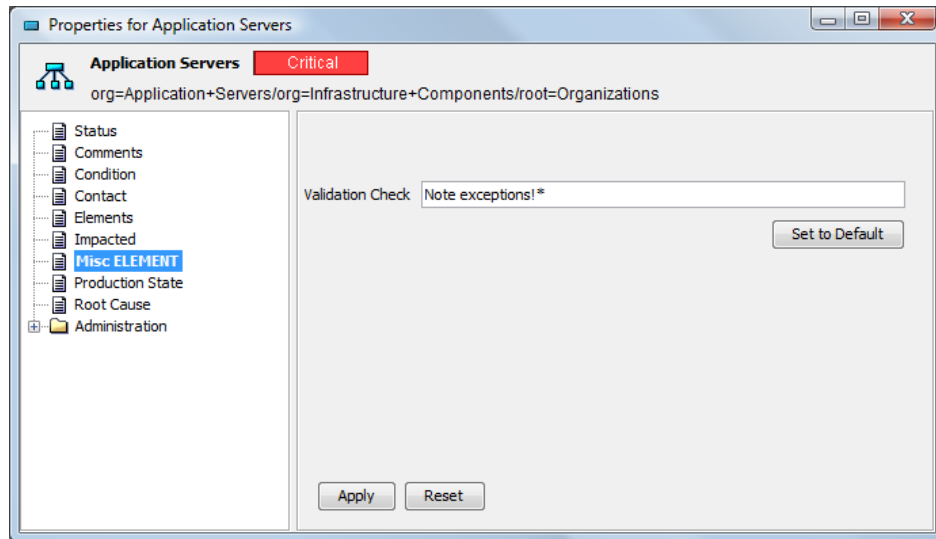 Properties for Application Servers
Application Servers Critical
org=Application+Servers/org=Infrastructure+Components/root=Organizations
Status
Comments
Condition
Contact
Elements
Impacted
Misc ELEMENT
Production State
Root Cause
Administration
Validation Check Note exceptions!*
Set to Default
Apply Reset